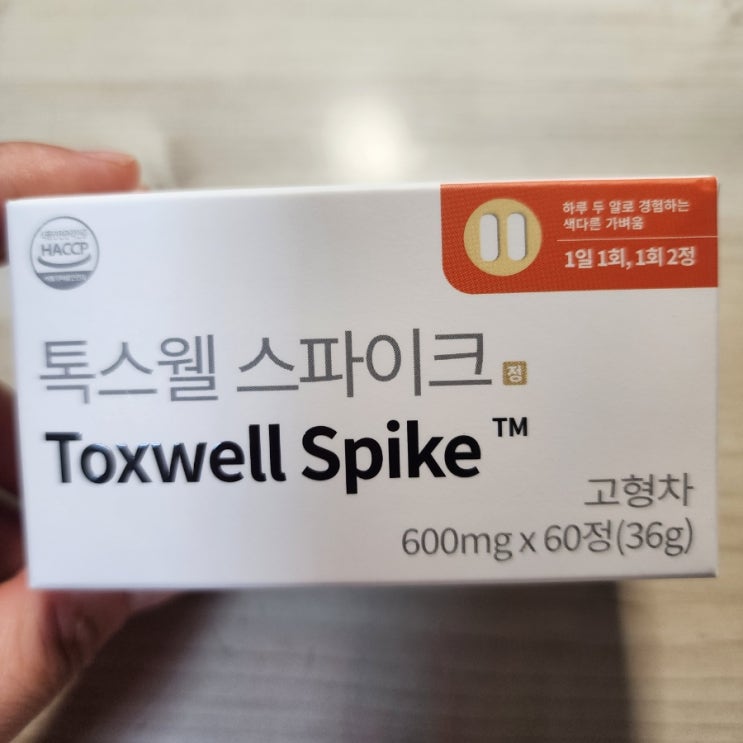 HACCP
하루 두 알로 경험하는
색다른 가벼움
1일 1회, 1회 2정
톡스웰 스파이크 정
Toxwell Spike ™
고형차
600mg x 60정(36g)